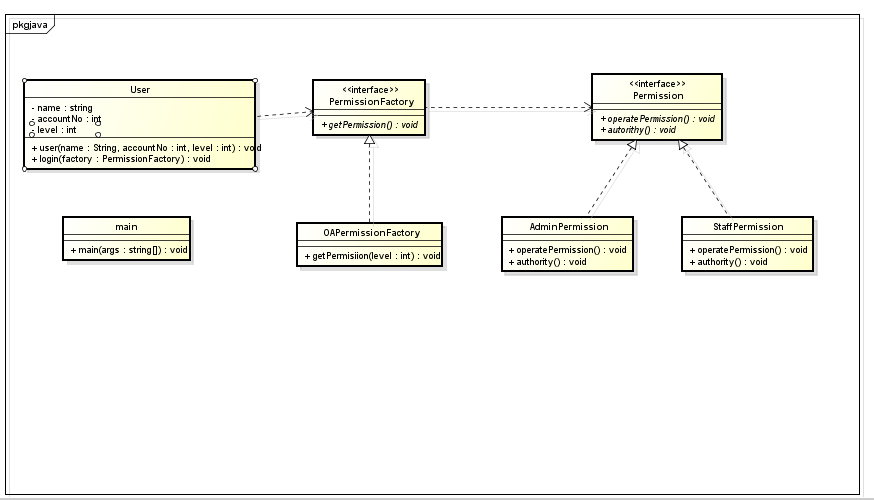 pkgjava
User
- name : string
- accountNo : int
- level : int
+ user(name : String, accountNo : int, level : int) : void
+ login(factory : PermissionFactory) : void
<<interface>>
PermissionFactory
+ getPermission() : void
<<interface>>
Permission
+ operatePermission() : void
+ autorithy() : void
main
+ main(args : string[]) : void
OAPermissionFactory
+ getPermisiion(level : int) : void
AdminPermission
+ operatePermission() : void
+ authority() : void
StaffPermission
+ operatePermission() : void
+ authority() : void